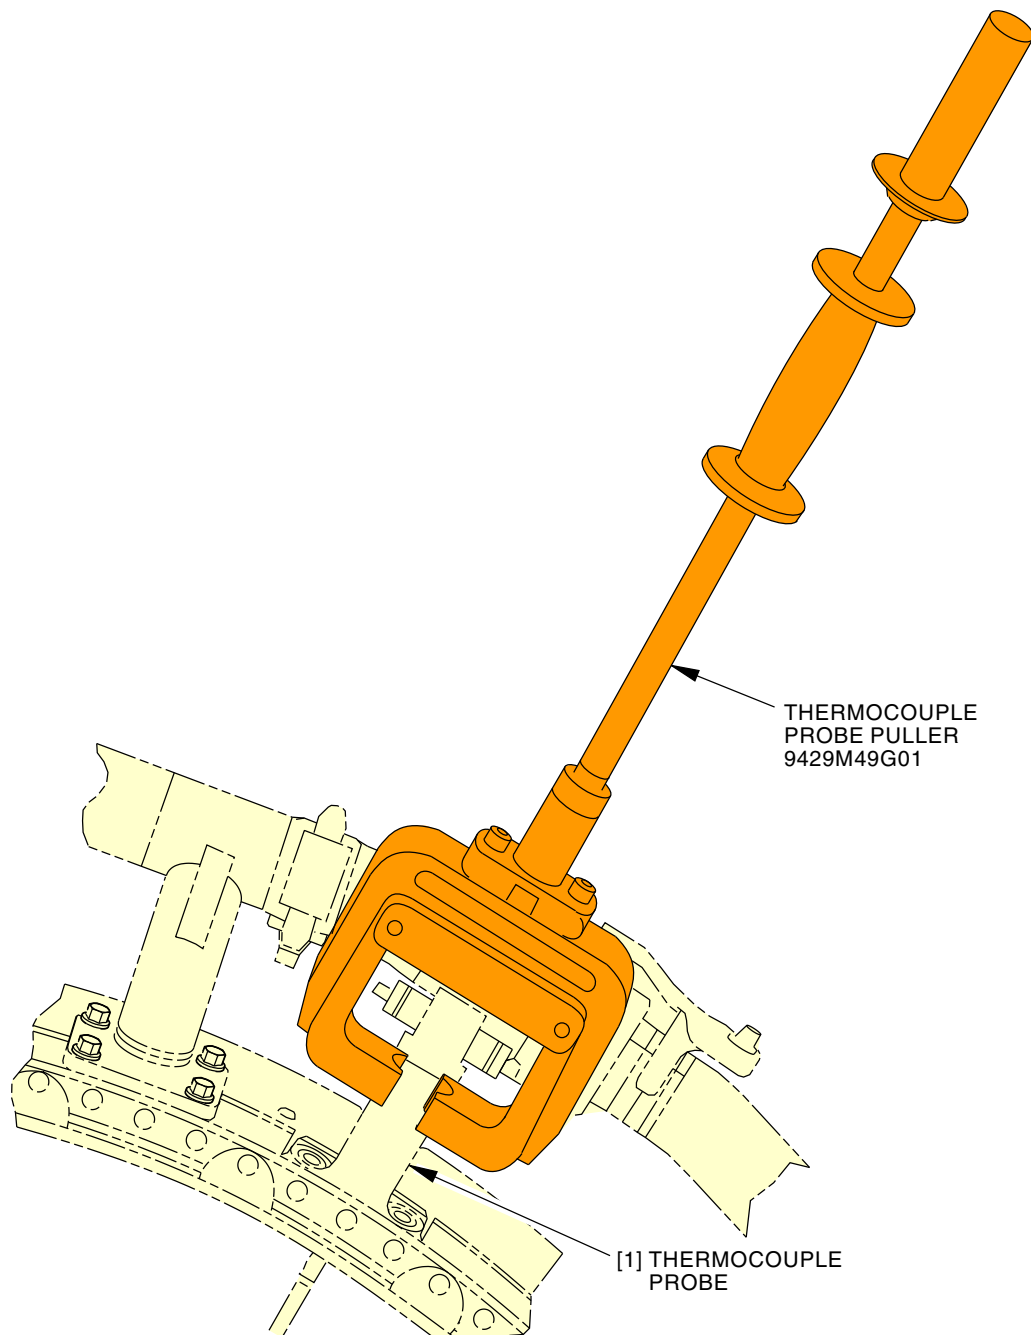 THERMOCOUPLE
PROBE PULLER
9429M49G01
[1] THERMOCOUPLE
PROBE